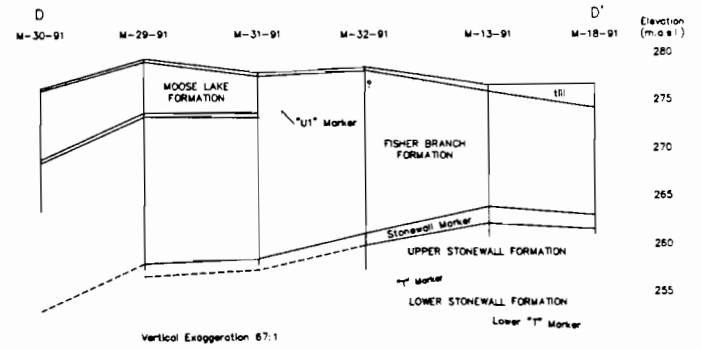 D D'
M-30-91 M-29-91 M-31-91 M-32-91 M-13-91 M-18-91 Elevation
(m.a s l )
280
MOOSE LAKE
FORMATION
?
till
275
"U1" Marker
FISHER BRANCH
FORMATION
270
265
Stonewall Marker
UPPER STONEWALL FORMATION
260
"T" Marker
LOWER STONEWALL FORMATION
255
Lower "T" Marker
Vertical Exaggeration 67:1